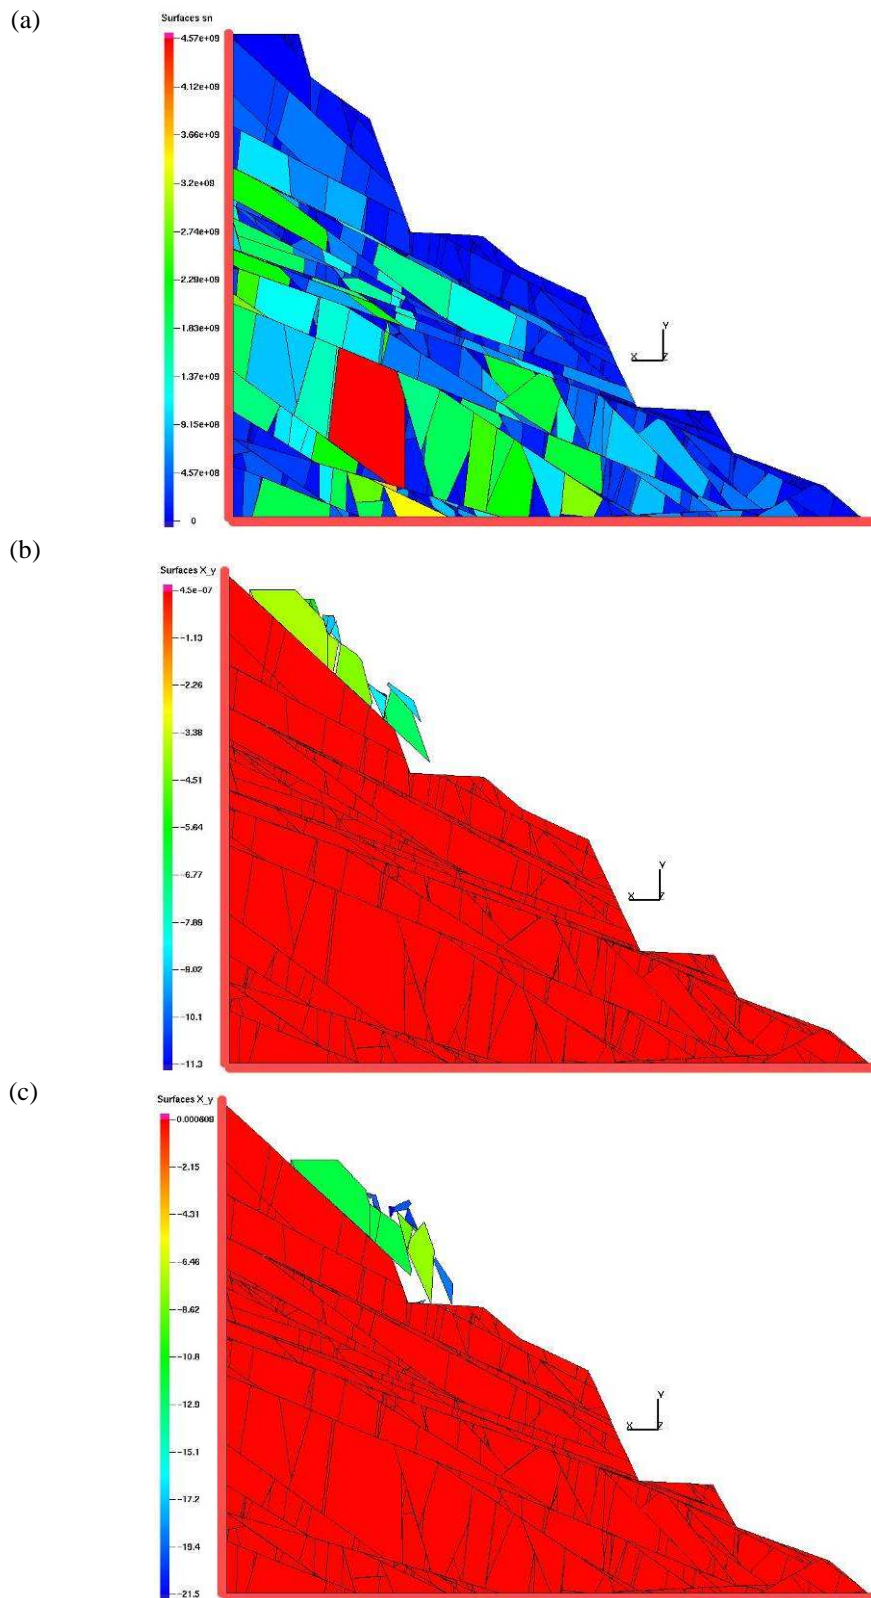 (a)
Surfaces sn
4.57e+09
4.12e+09
3.66e+09
3.2e+09
2.74e+09
2.29e+09
1.83e+09
1.37e+09
9.15e+08
4.57e+08
0
Y
X
Z
(b)
Surfaces X_y
4.5e-07
-1.13
-2.26
-3.38
-4.51
-5.64
-6.77
-7.89
-9.02
-10.1
-11.3
Y
X
Z
(c)
Surfaces X_y
0.000608
-2.15
-4.31
-6.46
-8.62
-10.8
-12.9
-15.1
-17.2
-19.4
-21.5
Y
X
Z